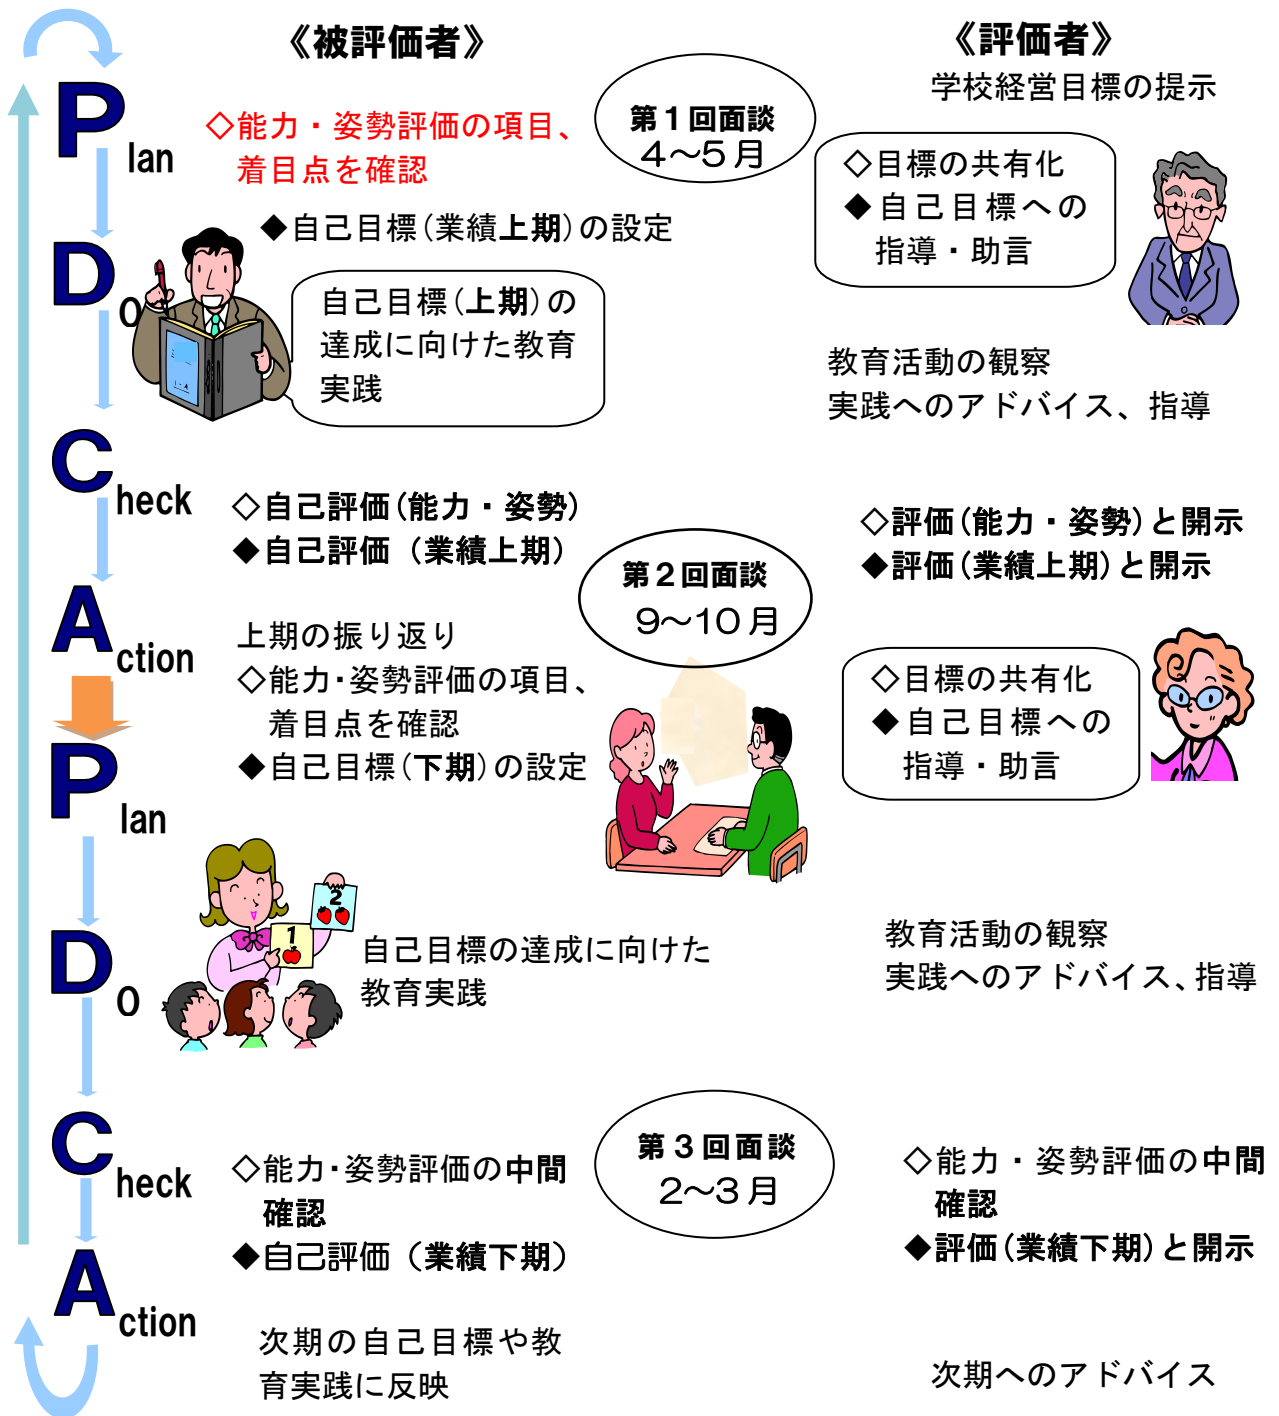 《被評価者》
《評価者》
学校経営目標の提示
Plan
◇能力・姿勢評価の項目、
着目点を確認
第1回面談
4～5月
◇目標の共有化
◆自己目標への
指導・助言
◆自己目標(業績上期)の設定
Do
自己目標(上期)の
達成に向けた教育
実践
教育活動の観察
実践へのアドバイス、指導
Check
◇自己評価(能力・姿勢)
◆自己評価（業績上期）
◇評価(能力・姿勢)と開示
◆評価(業績上期)と開示
第2回面談
9～10月
Action
上期の振り返り
◇能力・姿勢評価の項目、
着目点を確認
◆自己目標(下期)の設定
◇目標の共有化
◆自己目標への
指導・助言
Plan
2
1
Do
自己目標の達成に向けた
教育実践
教育活動の観察
実践へのアドバイス、指導
Check
◇能力・姿勢評価の中間
確認
◆自己評価（業績下期）
第3回面談
2～3月
◇能力・姿勢評価の中間
確認
◆評価(業績下期)と開示
Action
次期の自己目標や教
育実践に反映
次期へのアドバイス